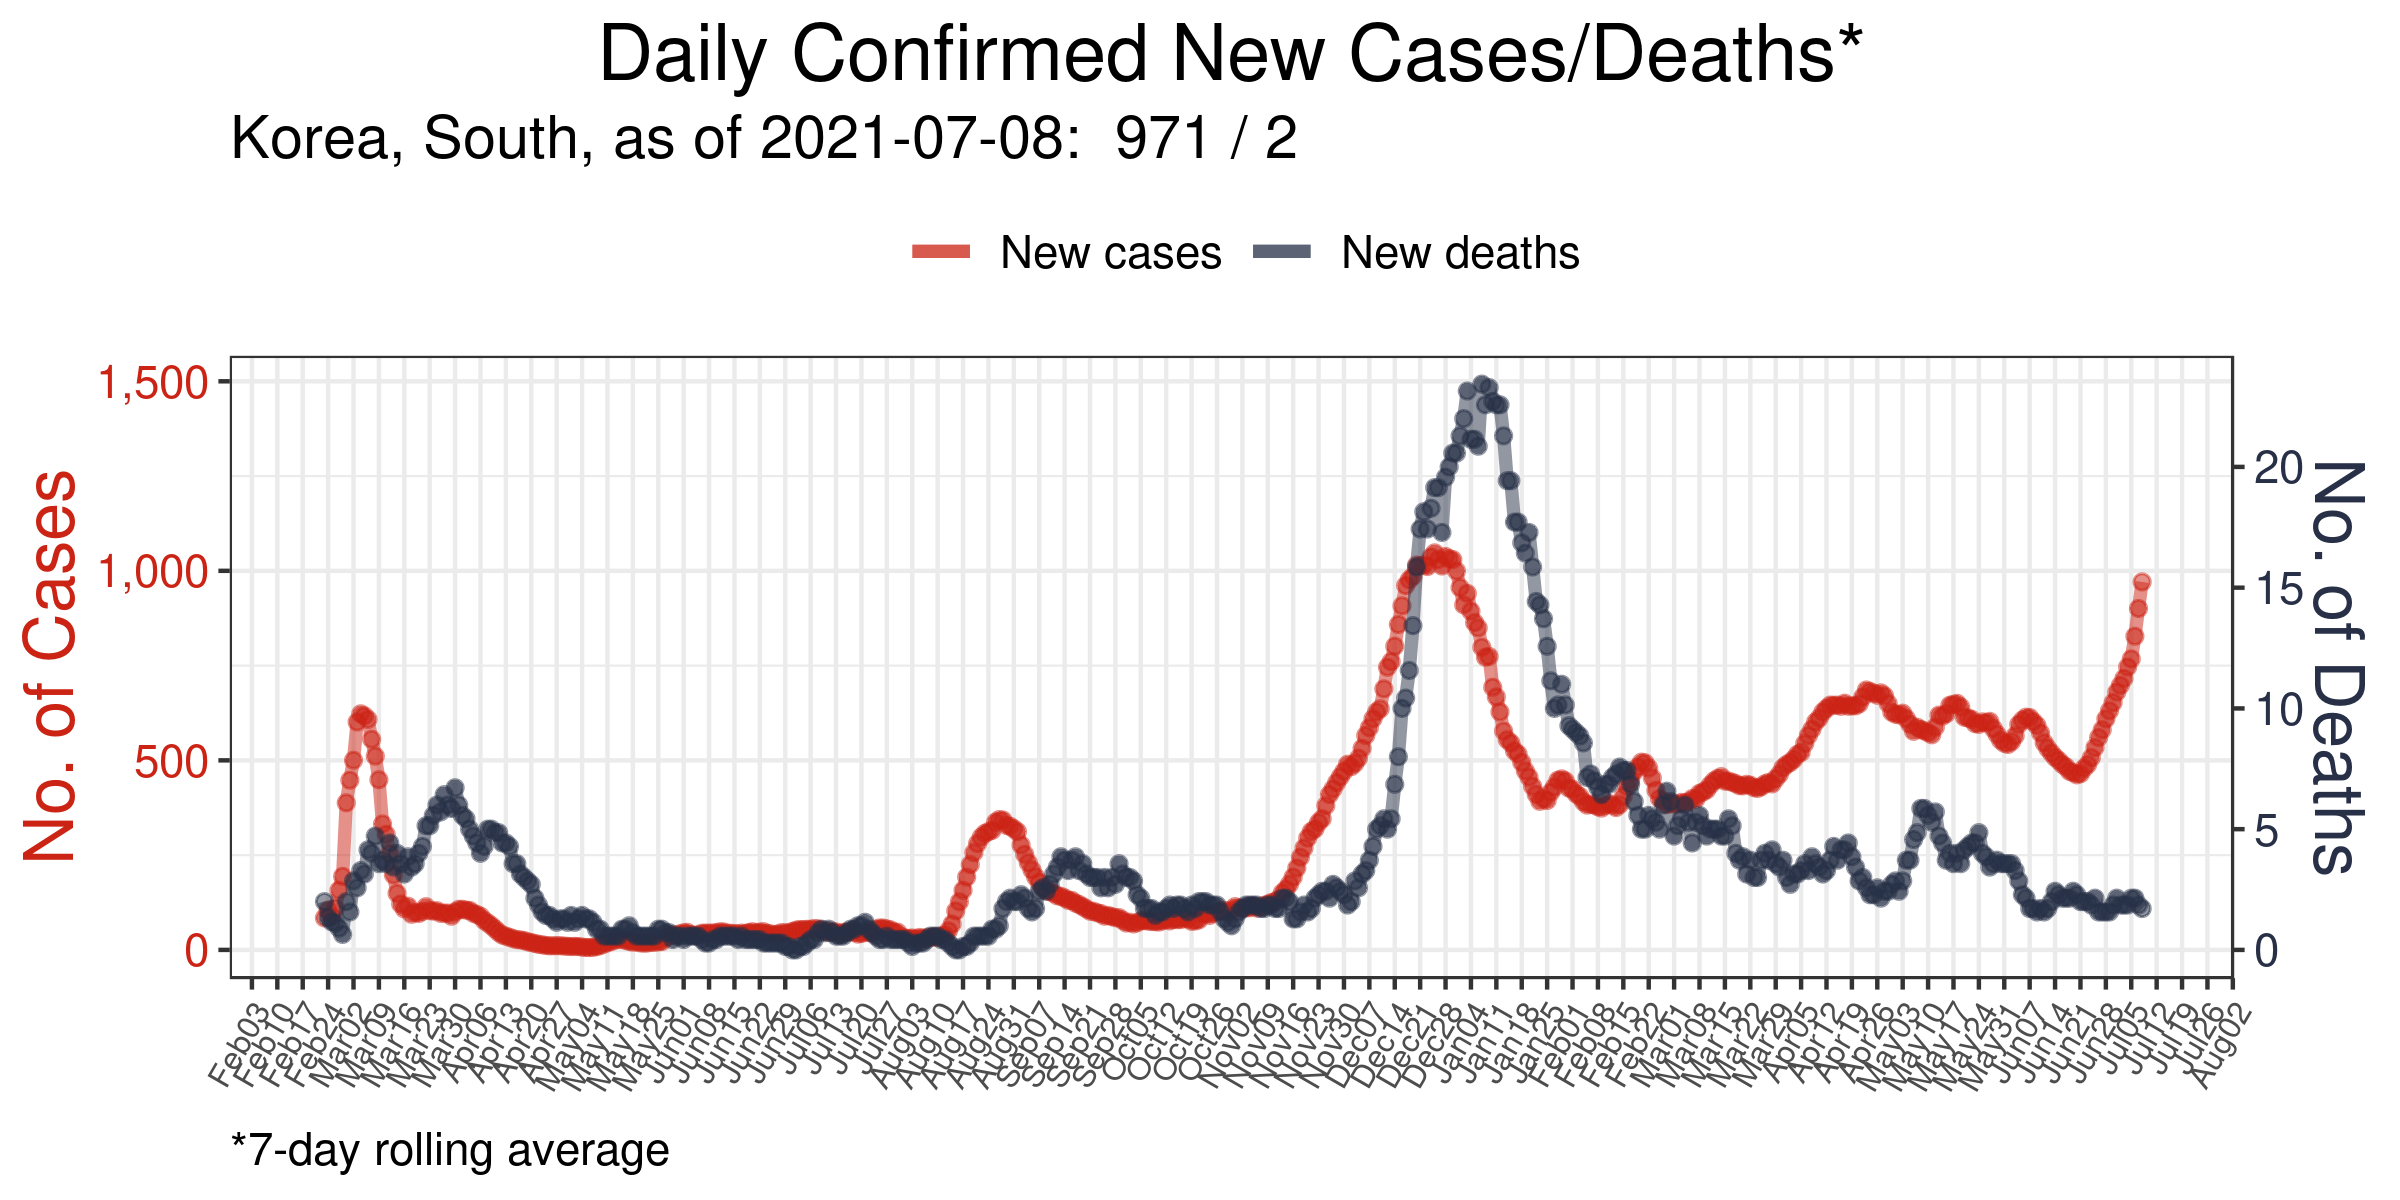 Daily Confirmed New Cases/Deaths*
Korea, South, as of 2021-07-08:  971 / 2
New cases
New deaths
No. of Cases
1,500
1,000
500
0
20
15
10
5
0
No. of Deaths
Feb03
Feb10
Feb17
Feb24
Mar02
Mar09
Mar16
Mar23
Mar30
Apr06
Apr13
Apr20
Apr27
May04
May11
May18
May25
Jun01
Jun08
Jun15
Jun22
Jun29
Jul06
Jul13
Jul20
Jul27
Aug03
Aug10
Aug17
Aug24
Aug31
Sep07
Sep14
Sep21
Sep28
Oct05
Oct12
Oct19
Oct26
Nov02
Nov09
Nov16
Nov23
Nov30
Dec07
Dec14
Dec21
Dec28
Jan04
Jan11
Jan18
Jan25
Feb01
Feb08
Feb15
Feb22
Mar01
Mar08
Mar15
Mar22
Mar29
Apr05
Apr12
Apr19
Apr26
May03
May10
May17
May24
May31
Jun07
Jun14
Jun21
Jun28
Jul05
Jul12
Jul19
Jul26
Aug02
*7-day rolling average